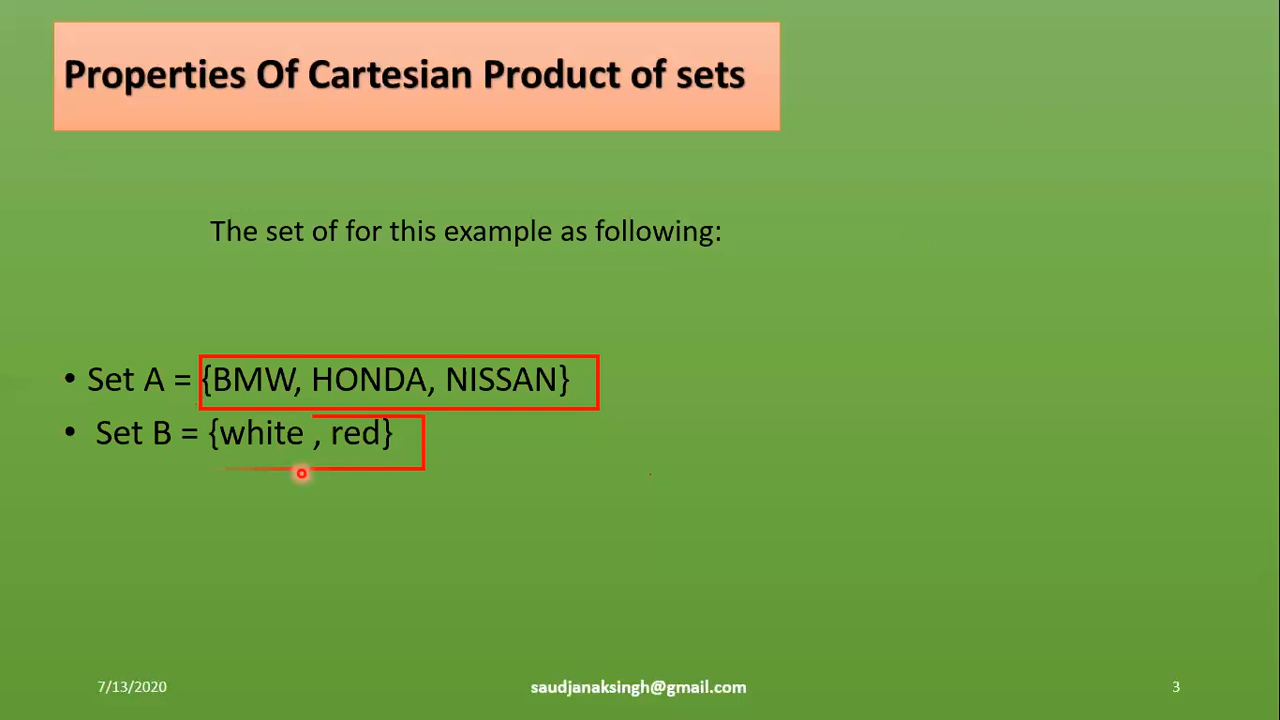 Properties Of Cartesian Product of sets
The set of for this example as following:
• Set A = {BMW, HONDA, NISSAN}
• Set B = {white , red}
7/13/2020
saudjanaksingh@gmail.com
3